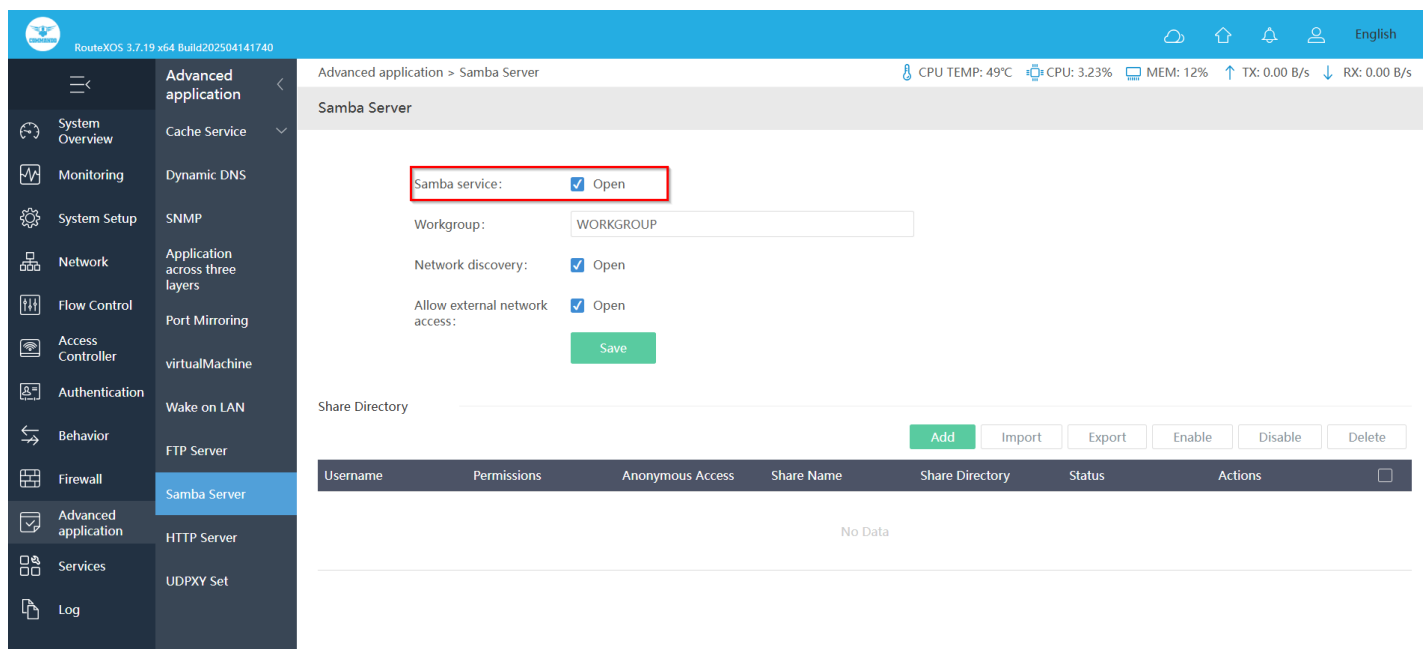 COMMANDO
RouteXOS 3.7.19 x64 Build202504141740
English
System Overview
Monitoring
System Setup
Network
Flow Control
Access Controller
Authentication
Behavior
Firewall
Advanced application
Services
Log
Advanced application
Cache Service
Dynamic DNS
SNMP
Application across three layers
Port Mirroring
virtualMachine
Wake on LAN
FTP Server
Samba Server
HTTP Server
UDPXY Set
Advanced application > Samba Server
CPU TEMP: 49℃ CPU: 3.23% MEM: 12% TX: 0.00 B/s RX: 0.00 B/s
Samba Server
Samba service: Open
Workgroup: WORKGROUP
Network discovery: Open
Allow external network access: Open
Save
Share Directory
Add Import Export Enable Disable Delete
Username Permissions Anonymous Access Share Name Share Directory Status Actions
No Data